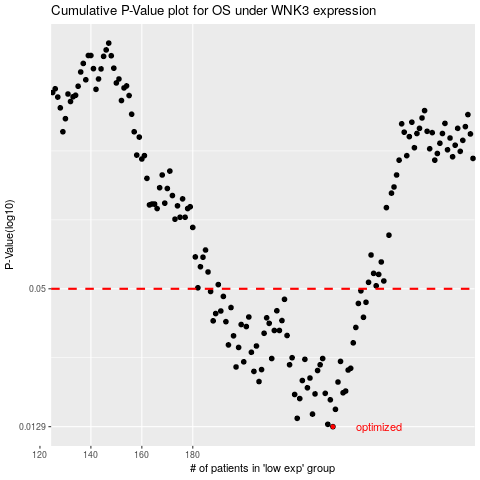 Cumulative P-Value plot for OS under WNK3 expression
P-Value(log10)
0.05
0.0129
optimized
120 140 160 180
# of patients in 'low exp' group